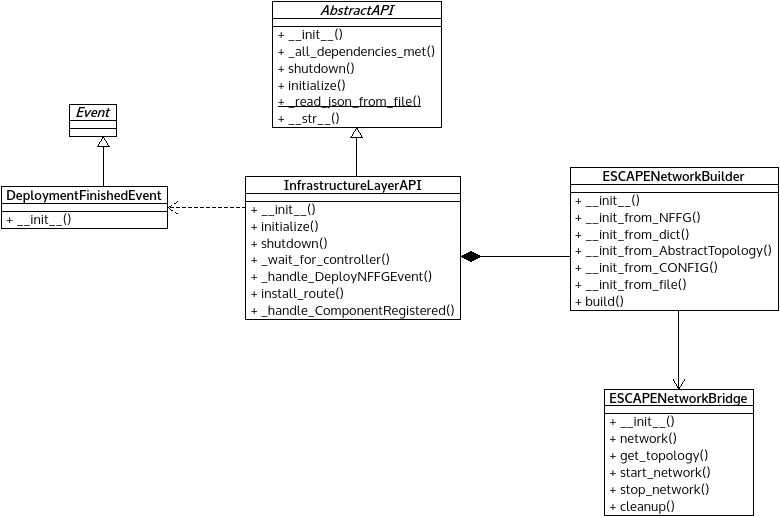 AbstractAPI
+ __init__()
+ _all_dependencies_met()
+ shutdown()
+ initialize()
+ _read_json_from_file()
+ __str__()
Event
DeploymentFinishedEvent
+ __init__()
InfrastructureLayerAPI
+ __init__()
+ initialize()
+ shutdown()
+ _wait_for_controller()
+ _handle_DeployNFFGEvent()
+ install_route()
+ _handle_ComponentRegistered()
ESCAPENetworkBuilder
+ __init__()
+ __init_from_NFFG()
+ __init_from_dict()
+ __init_from_AbstractTopology()
+ __init_from_CONFIG()
+ __init_from_file()
+ build()
ESCAPENetworkBridge
+ __init__()
+ network()
+ get_topology()
+ start_network()
+ stop_network()
+ cleanup()